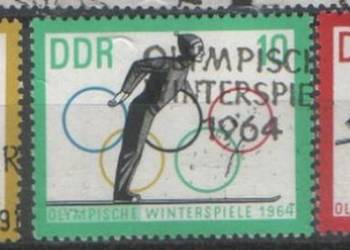 DDR 10
OLYMPISCHE
WINTERSPIE
1964
OLYMPISCHE WINTERSPIELE 1964